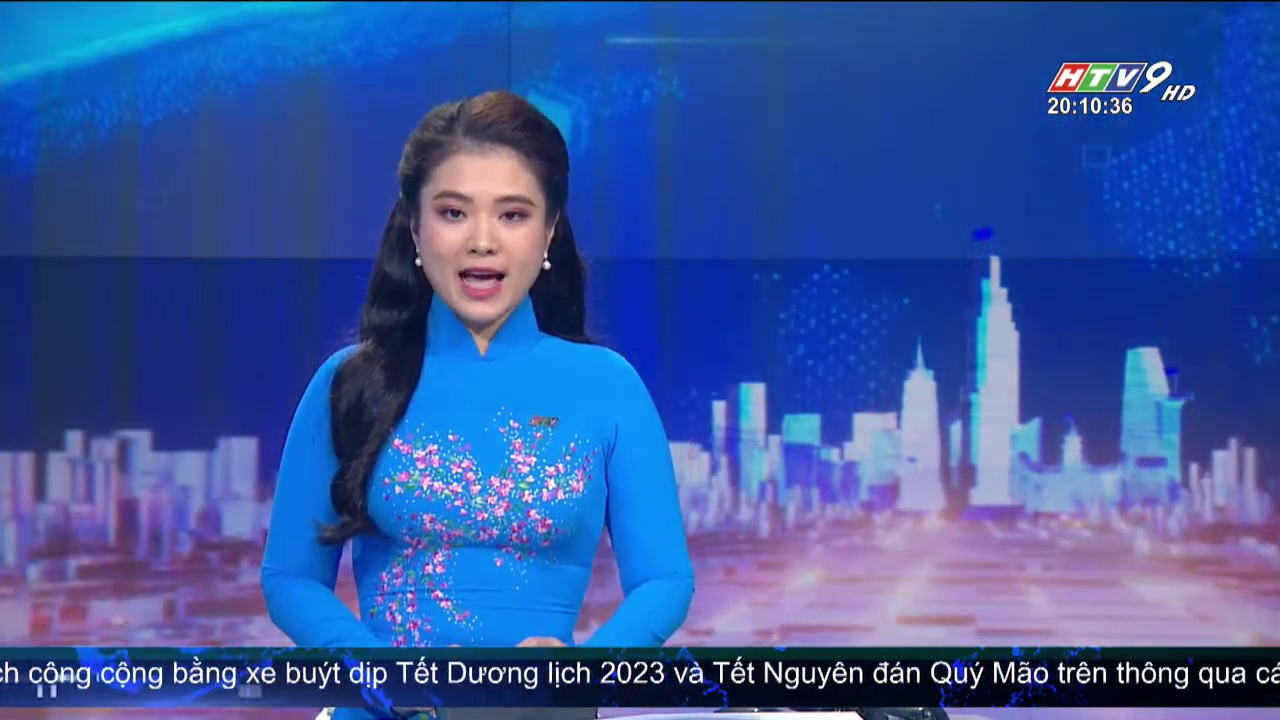 HTV9 HD
20:10:36
HTV
ch công cộng bằng xe buýt dịp Tết Dương lịch 2023 và Tết Nguyên đán Quý Mão trên thông qua cá